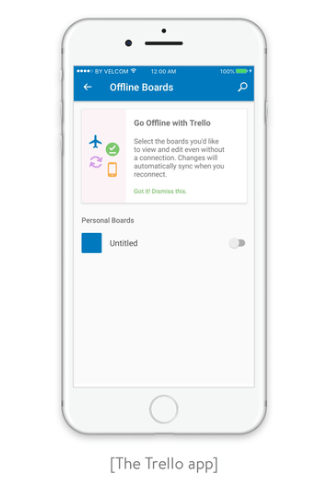 ●●●●○ BY VELCOM 12:00 AM 100%
Offline Boards
Go Offline with Trello
Select the boards you'd like
to view and edit even without
a connection. Changes will
automatically sync when you
reconnect.
Got it! Dismiss this.
Personal Boards
Untitled
[The Trello app]